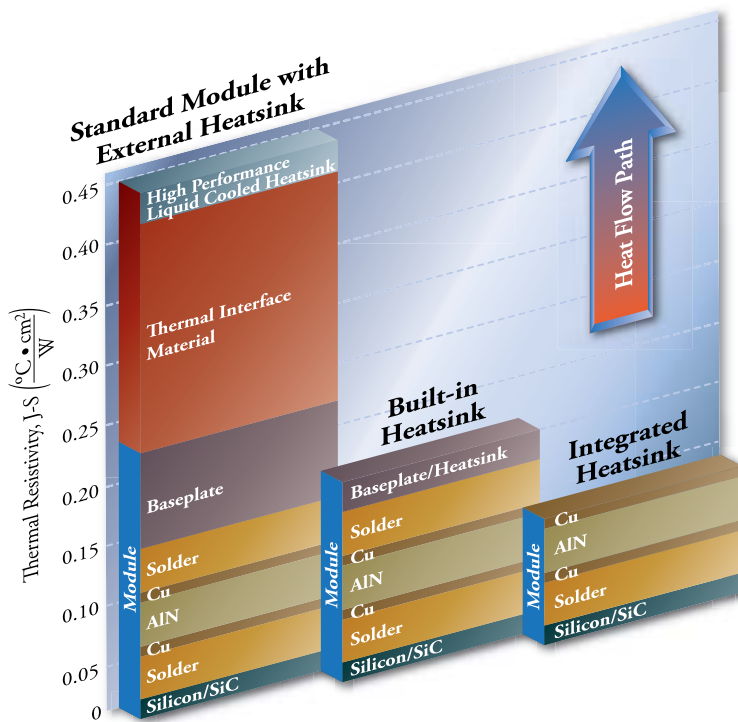 Standard Module with
External Heatsink
High Performance
Liquid Cooled Heatsink
Thermal Interface
Material
Baseplate
Solder
Cu
AlN
Cu
Solder
Silicon/SiC
Module
Built-in
Heatsink
Baseplate/Heatsink
Solder
Cu
AlN
Cu
Solder
Silicon/SiC
Module
Integrated
Heatsink
Cu
AlN
Cu
Solder
Silicon/SiC
Module
Heat Flow Path
Thermal Resistivity, J-S (ºC • cm²/W)
0.45
0.40
0.35
0.30
0.25
0.20
0.15
0.10
0.05
0